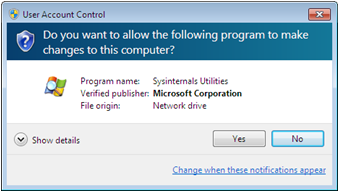 User Account Control
Do you want to allow the following program to make
changes to this computer?
Program name: Sysinternals Utilities
Verified publisher: Microsoft Corporation
File origin: Network drive
Show details
Yes
No
Change when these notifications appear